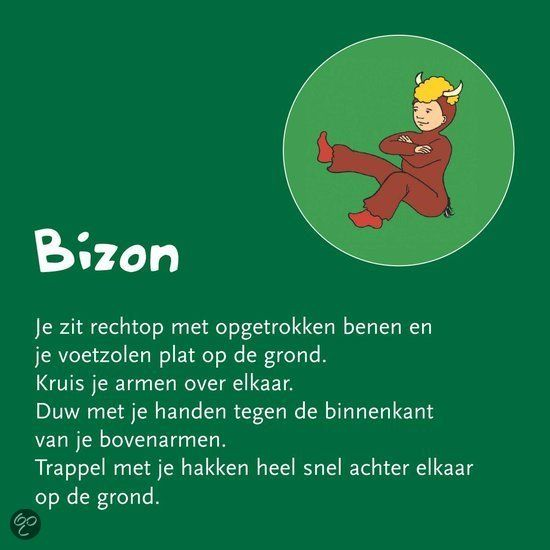 Bizon
Je zit rechtop met opgetrokken benen en
je voetzolen plat op de grond.
Kruis je armen over elkaar.
Duw met je handen tegen de binnenkant
van je bovenarmen.
Trappel met je hakken heel snel achter elkaar
op de grond.